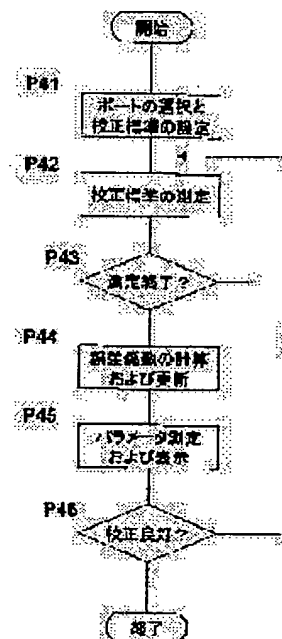 開始
P41
ポートの選択と
校正標準の設定
P42
校正標準の測定
P43
測定終了？
P44
誤差係数の計算
および更新
P45
パラメータ測定
および表示
P46
校正良好？
終了